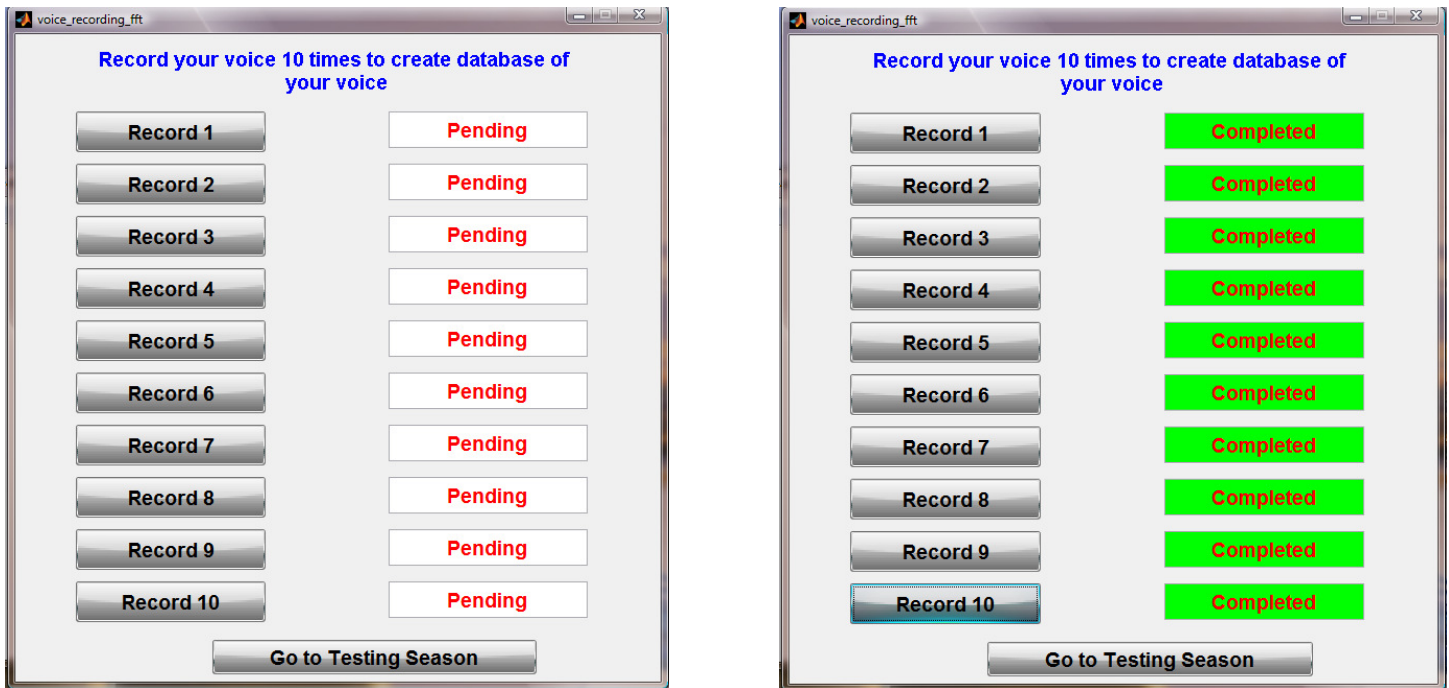 voice_recording_fft
Record your voice 10 times to create database of
your voice
Record 1 Pending
Record 2 Pending
Record 3 Pending
Record 4 Pending
Record 5 Pending
Record 6 Pending
Record 7 Pending
Record 8 Pending
Record 9 Pending
Record 10 Pending
Go to Testing Season
voice_recording_fft
Record your voice 10 times to create database of
your voice
Record 1 Completed
Record 2 Completed
Record 3 Completed
Record 4 Completed
Record 5 Completed
Record 6 Completed
Record 7 Completed
Record 8 Completed
Record 9 Completed
Record 10 Completed
Go to Testing Season